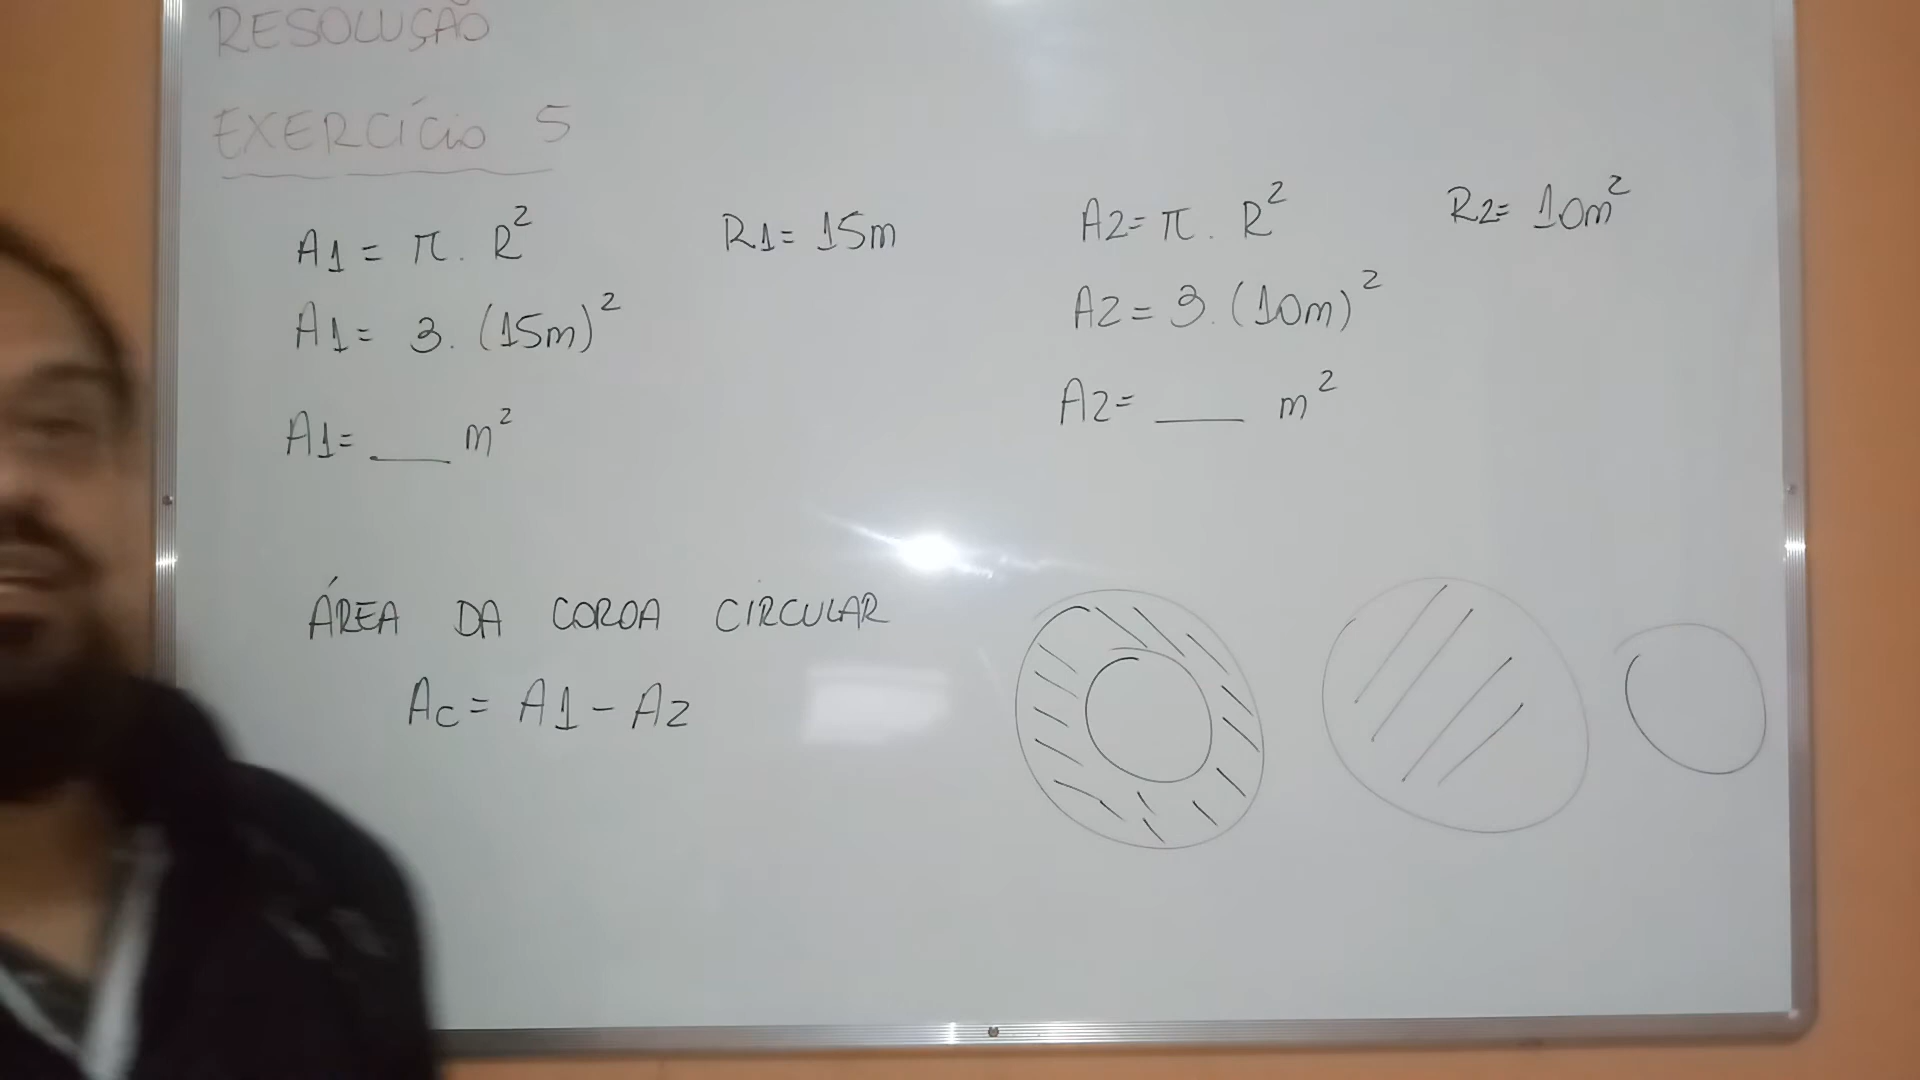 RESOLUÇÃO
EXERCÍCIO 5
A1 = π . R²
R1 = 15m
A1 = 3 . (15m)²
A1 = ___ m²
A2 = π . R²
R2 = 10m²
A2 = 3 . (10m)²
A2 = ___ m²
ÁREA DA COROA CIRCULAR
Ac = A1 - A2